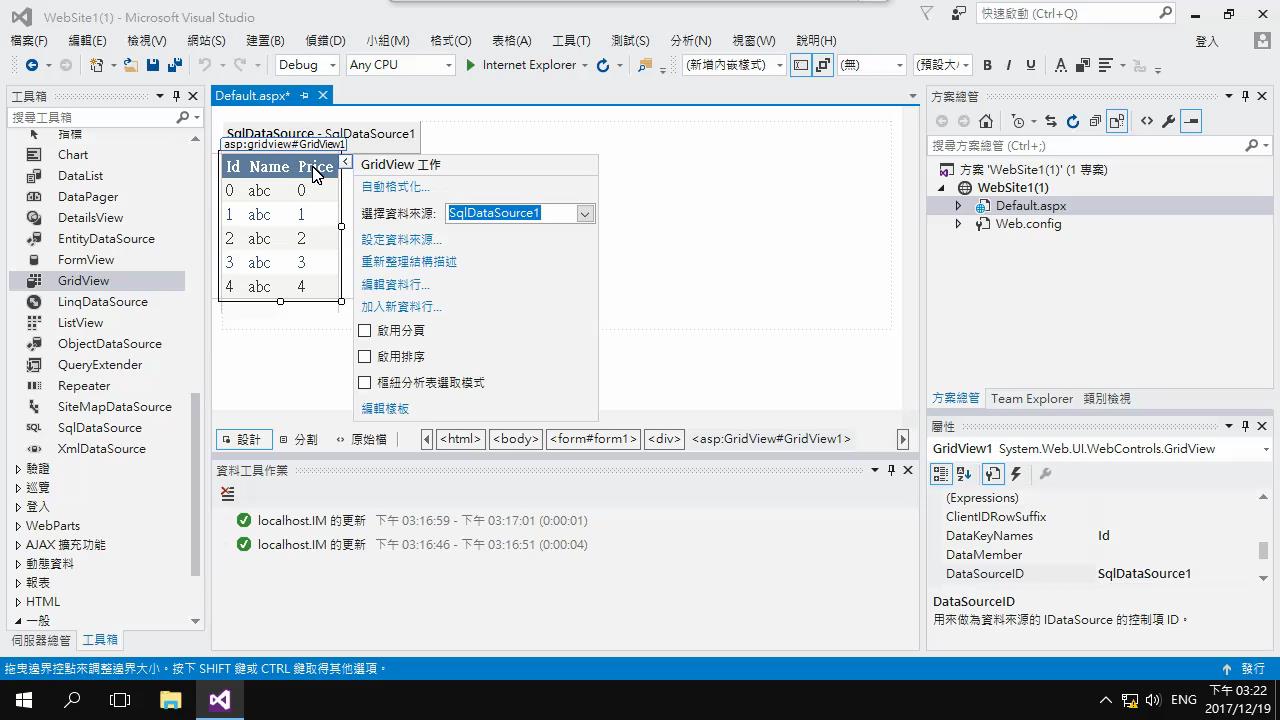 WebSite1(1) - Microsoft Visual Studio
快速啟動 (Ctrl+Q)
檔案(F) 編輯(E) 檢視(V) 網站(S) 建置(B) 偵錯(D) 小組(M) 格式(O) 表格(A) 工具(T) 測試(S) 分析(N) 視窗(W) 說明(H) 登入
Debug Any CPU Internet Explorer (新增內嵌樣式) (無) (預設大/ B I U A
工具箱
搜尋工具箱
指標
Chart
DataList
DataPager
DetailsView
EntityDataSource
FormView
GridView
LinqDataSource
ListView
ObjectDataSource
QueryExtender
Repeater
SiteMapDataSource
SqlDataSource
XmlDataSource
驗證
巡覽
登入
WebParts
AJAX 擴充功能
動態資料
報表
HTML
一般
伺服器總管 工具箱
Default.aspx*
SqlDataSource - SqlDataSource1
asp:gridview#GridView1
Id Name Price
0 abc 0
1 abc 1
2 abc 2
3 abc 3
4 abc 4
GridView 工作
自動格式化...
選擇資料來源: SqlDataSource1
設定資料來源...
重新整理結構描述
編輯資料行...
加入新資料行...
啟用分頁
啟用排序
樞紐分析表選取模式
編輯樣板
設計 分割 原始檔 <html> <body> <form#form1> <div> <asp:GridView#GridView1>
資料工具作業
localhost.IM 的更新 下午 03:16:59 - 下午 03:17:01 (0:00:01)
localhost.IM 的更新 下午 03:16:46 - 下午 03:16:51 (0:00:04)
方案總管
搜尋方案總管 (Ctrl+;)
方案 'WebSite1(1)' (1 專案)
WebSite1(1)
Default.aspx
Web.config
方案總管 Team Explorer 類別檢視
屬性
GridView1 System.Web.UI.WebControls.GridView
(Expressions)
ClientIDRowSuffix
DataKeyNames Id
DataMember
DataSourceID SqlDataSource1
DataSourceID
用來做為資料來源的 IDataSource 的控制項 ID。
拖曳邊界控點來調整邊界大小。按下 SHIFT 鍵或 CTRL 鍵取得其他選項。 發行
ENG 下午 03:22
2017/12/19